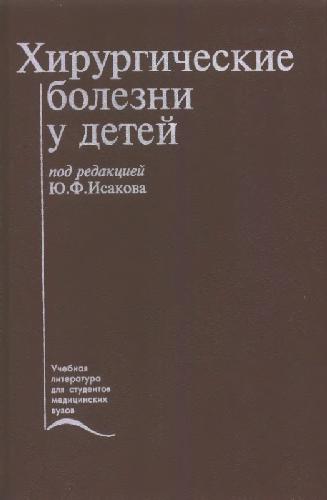 Хирургические
болезни
у детей
под редакцией
Ю.Ф.Исакова
Учебная
литература
для студентов
медицинских
вузов